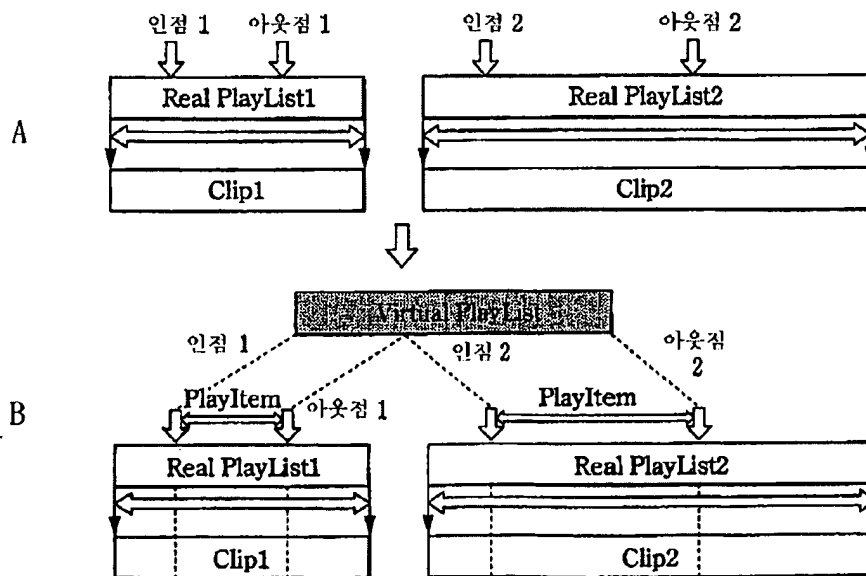 인점 1 아웃점 1 인점 2 아웃점 2
Real PlayList1 Real PlayList2
A
Clip1 Clip2
Virtual PlayList
인점 1 인점 2 아웃점
2
PlayItem 아웃점 1 PlayItem
B
Real PlayList1 Real PlayList2
Clip1 Clip2